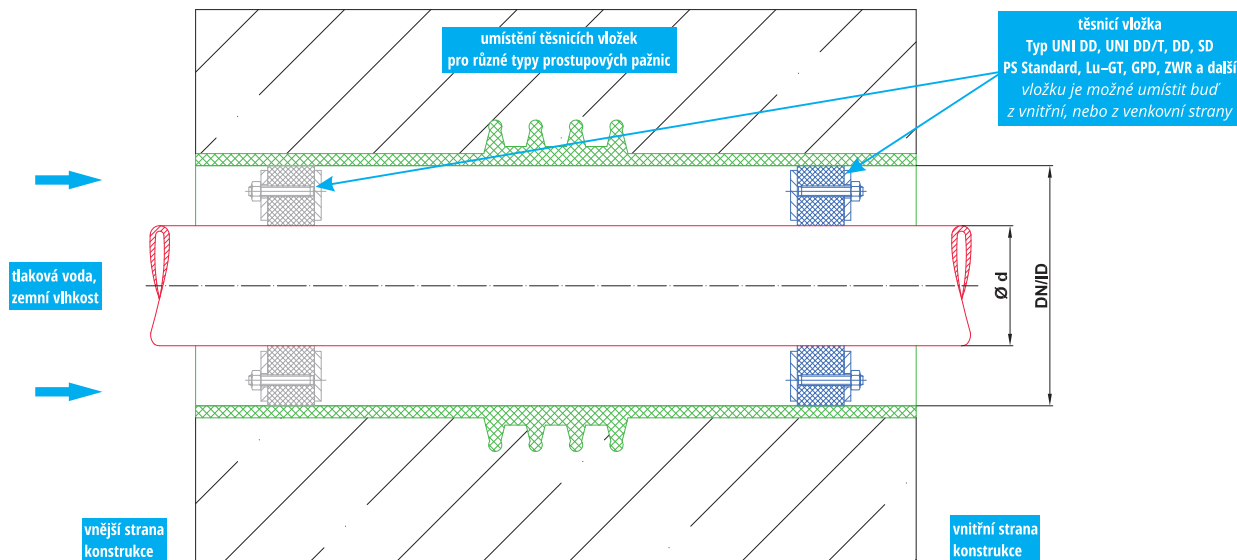 umístění těsnicích vložek
pro různé typy prostupových pažnic
těsnicí vložka
Typ UNI DD, UNI DD/T, DD, SD
PS Standard, Lu–GT, GPD, ZWR a další
vložku je možné umístit buď
z vnitřní, nebo z venkovní strany
tlaková voda,
zemní vlhkost
Ø d
DN/ID
vnější strana
konstrukce
vnitřní strana
konstrukce